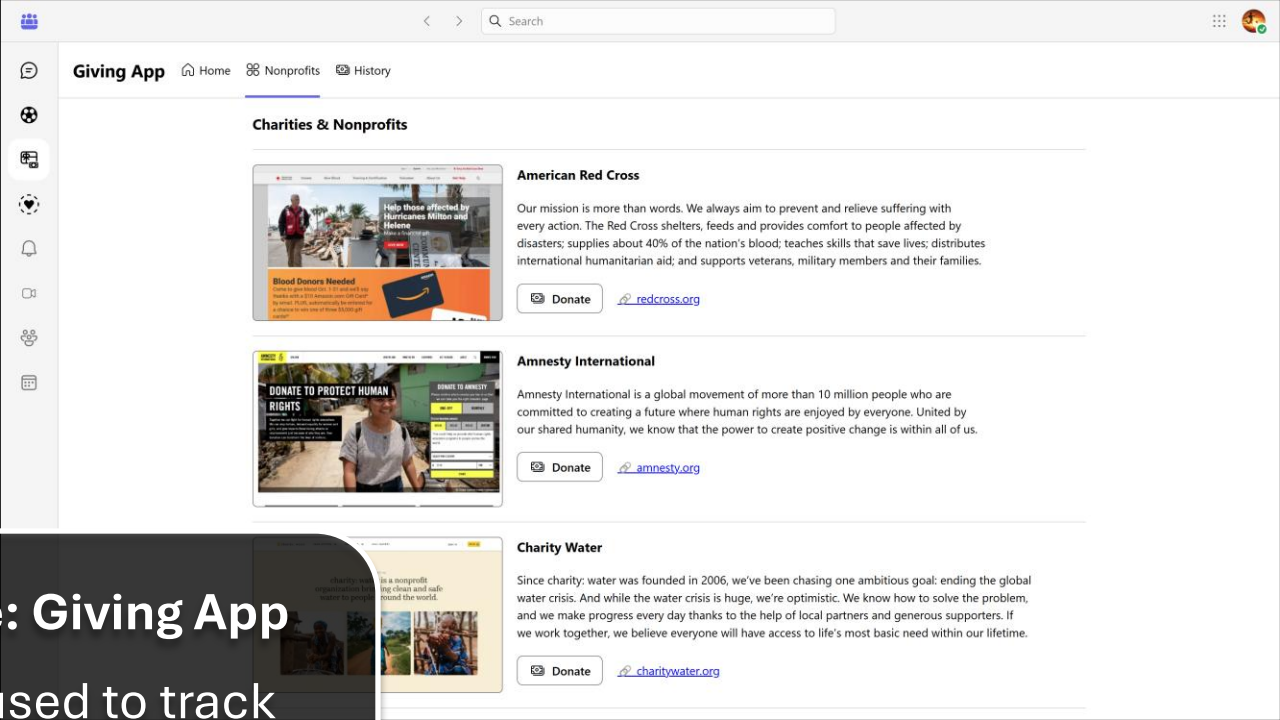 Search
Giving App
Home
Nonprofits
History
Charities & Nonprofits
Help those affected by
Hurricanes Milton and
Helene
Blood Donors Needed
American Red Cross
Our mission is more than words. We always aim to prevent and relieve suffering with
every action. The Red Cross shelters, feeds and provides comfort to people affected by
disasters; supplies about 40% of the nation's blood; teaches skills that save lives; distributes
international humanitarian aid; and supports veterans, military members and their families.
Donate
redcross.org
DONATE TO PROTECT HUMAN
RIGHTS
DONATE TO AMNESTY
Amnesty International
Amnesty International is a global movement of more than 10 million people who are
committed to creating a future where human rights are enjoyed by everyone. United by
our shared humanity, we know that the power to create positive change is within all of us.
Donate
amnesty.org
Charity Water
Since charity: water was founded in 2006, we've been chasing one ambitious goal: ending the global
water crisis. And while the water crisis is huge, we're optimistic. We know how to solve the problem,
and we make progress every day thanks to the help of local partners and generous supporters. If
we work together, we believe everyone will have access to life's most basic need within our lifetime.
Donate
charitywater.org
: Giving App
used to track